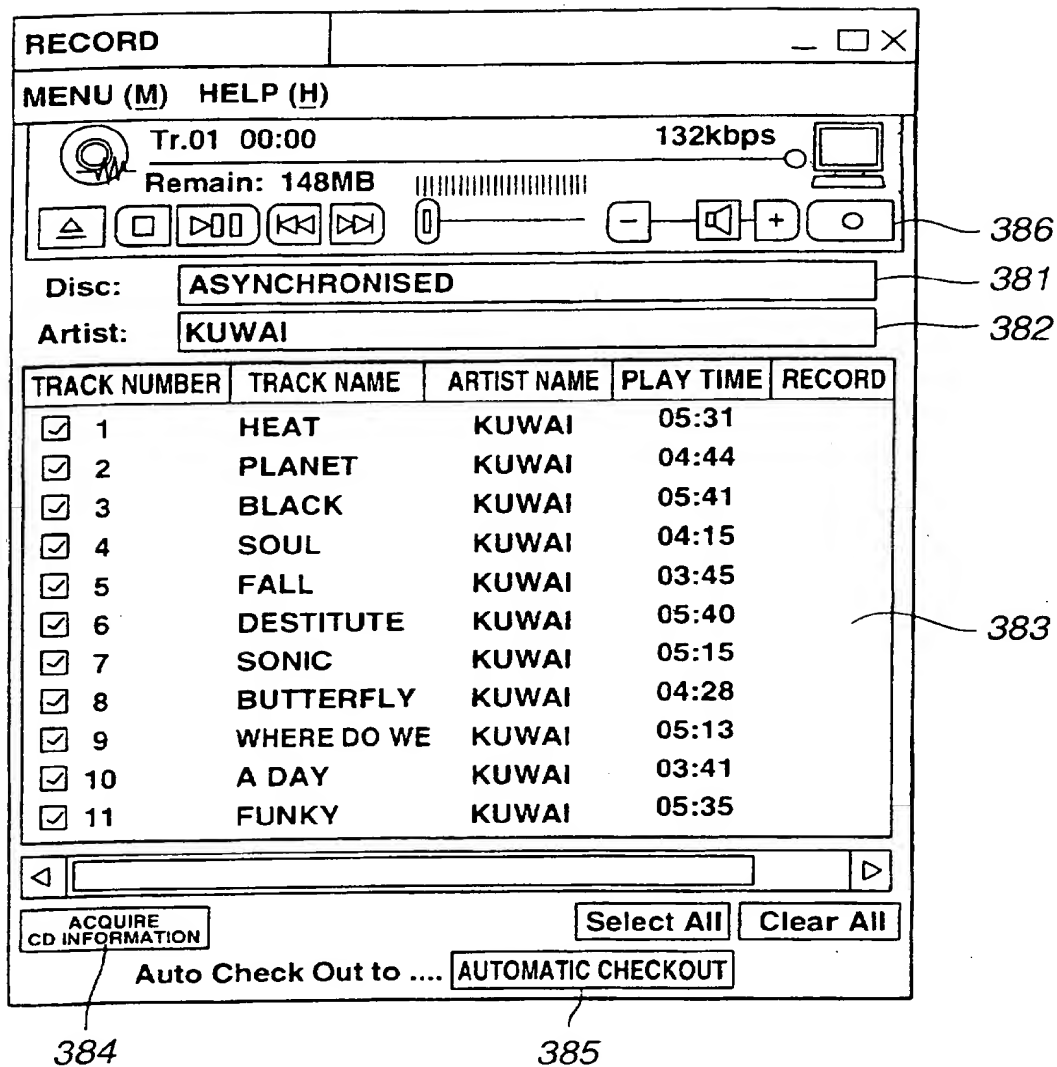 RECORD
MENU (M) HELP (H)
Tr.01 00:00 132kbps
Remain: 148MB
386
Disc: ASYNCHRONISED 381
Artist: KUWAI 382
TRACK NUMBER TRACK NAME ARTIST NAME PLAY TIME RECORD
1 HEAT KUWAI 05:31
2 PLANET KUWAI 04:44
3 BLACK KUWAI 05:41
4 SOUL KUWAI 04:15
5 FALL KUWAI 03:45
6 DESTITUTE KUWAI 05:40 383
7 SONIC KUWAI 05:15
8 BUTTERFLY KUWAI 04:28
9 WHERE DO WE KUWAI 05:13
10 A DAY KUWAI 03:41
11 FUNKY KUWAI 05:35
ACQUIRE
CD INFORMATION Select All Clear All
Auto Check Out to .... AUTOMATIC CHECKOUT
384 385